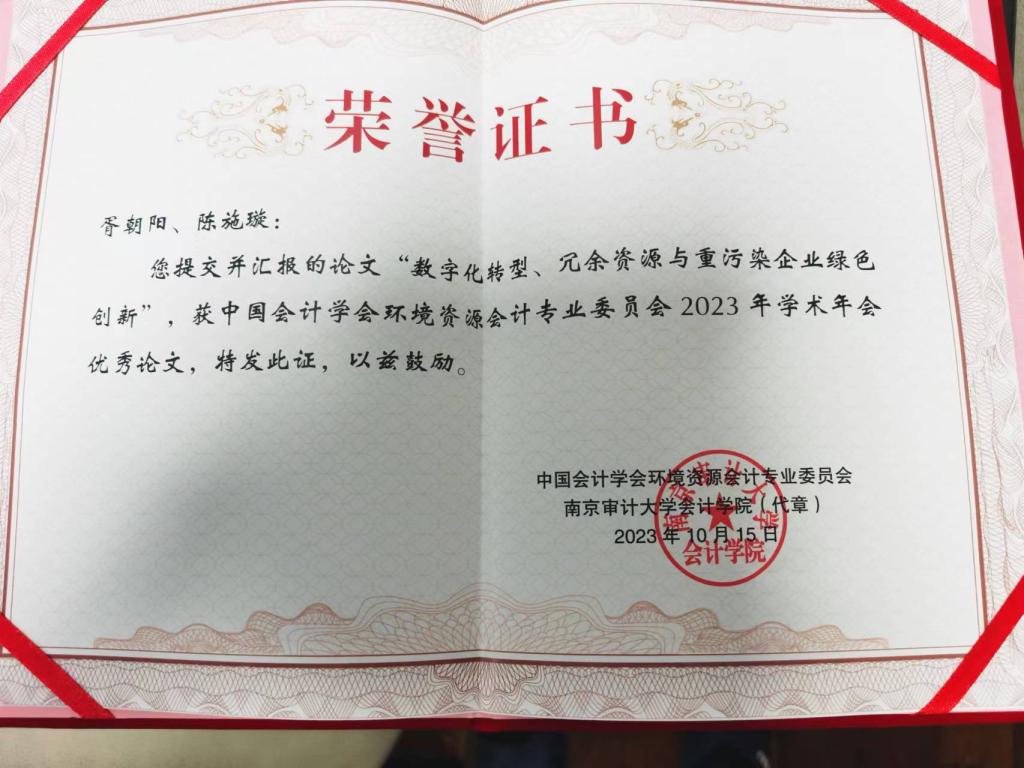 荣誉证书
胥朝阳、陈施璇：
您提交并汇报的论文“数字化转型、冗余资源与重污染企业绿色
创新”，获中国会计学会环境资源会计专业委员会2023年学术年会
优秀论文，特发此证，以兹鼓励。
中国会计学会环境资源会计专业委员会
南京审计大学会计学院（代章）
2023年10月15日
南京审计大学
会计学院